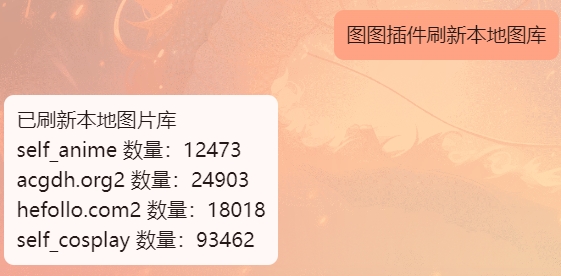 图图插件刷新本地图库
已刷新本地图片库
self_anime 数量：12473
acgdh.org2 数量：24903
hefollo.com2 数量：18018
self_cosplay 数量：93462